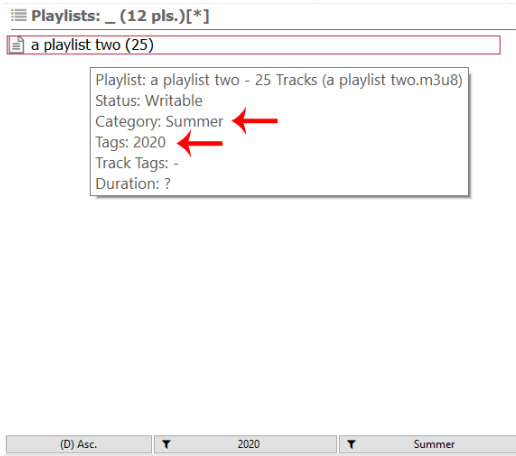 Playlists: _ (12 pls.)[*]
a playlist two (25)
Playlist: a playlist two - 25 Tracks (a playlist two.m3u8)
Status: Writable
Category: Summer
Tags: 2020
Track Tags: -
Duration: ?
(D) Asc. 2020 Summer